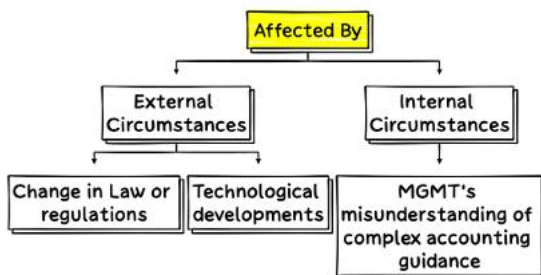 Affected By
External
Circumstances
Internal
Circumstances
Change in Law or
regulations
Technological
developments
MGMT's
misunderstanding of
complex accounting
guidance